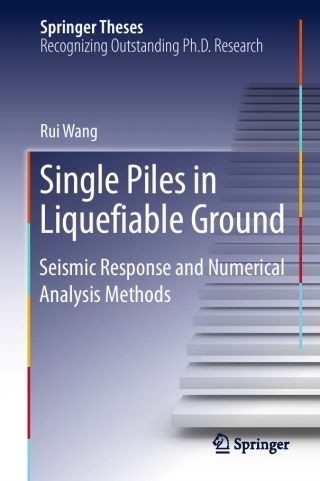 Springer Theses
Recognizing Outstanding Ph.D. Research
Rui Wang
Single Piles in
Liquefiable Ground
Seismic Response and Numerical
Analysis Methods
Springer